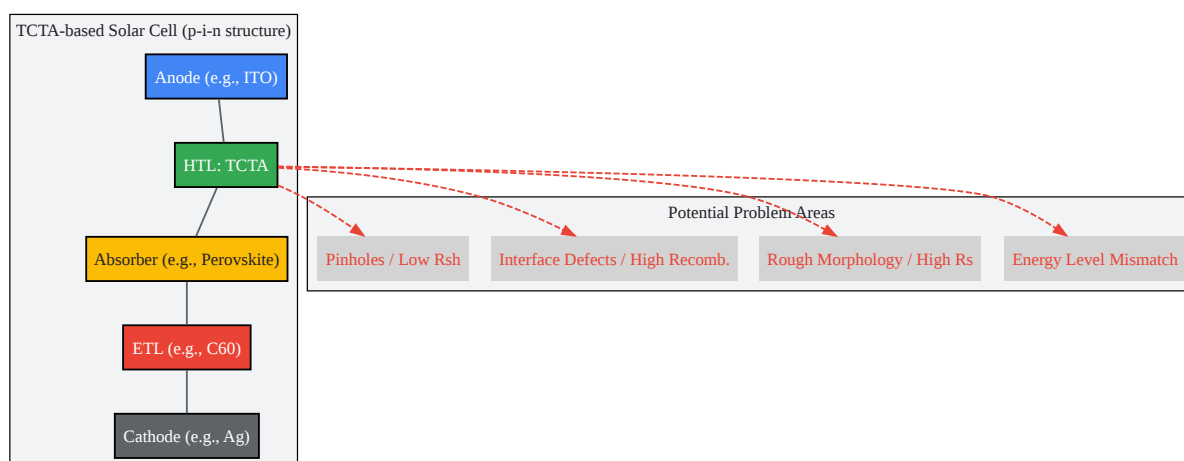 TCTA-based Solar Cell (p-i-n structure)
Anode (e.g., ITO)
HTL: TCTA
Absorber (e.g., Perovskite)
ETL (e.g., C60)
Cathode (e.g., Ag)
Potential Problem Areas
Pinholes / Low Rsh
Interface Defects / High Recomb.
Rough Morphology / High Rs
Energy Level Mismatch